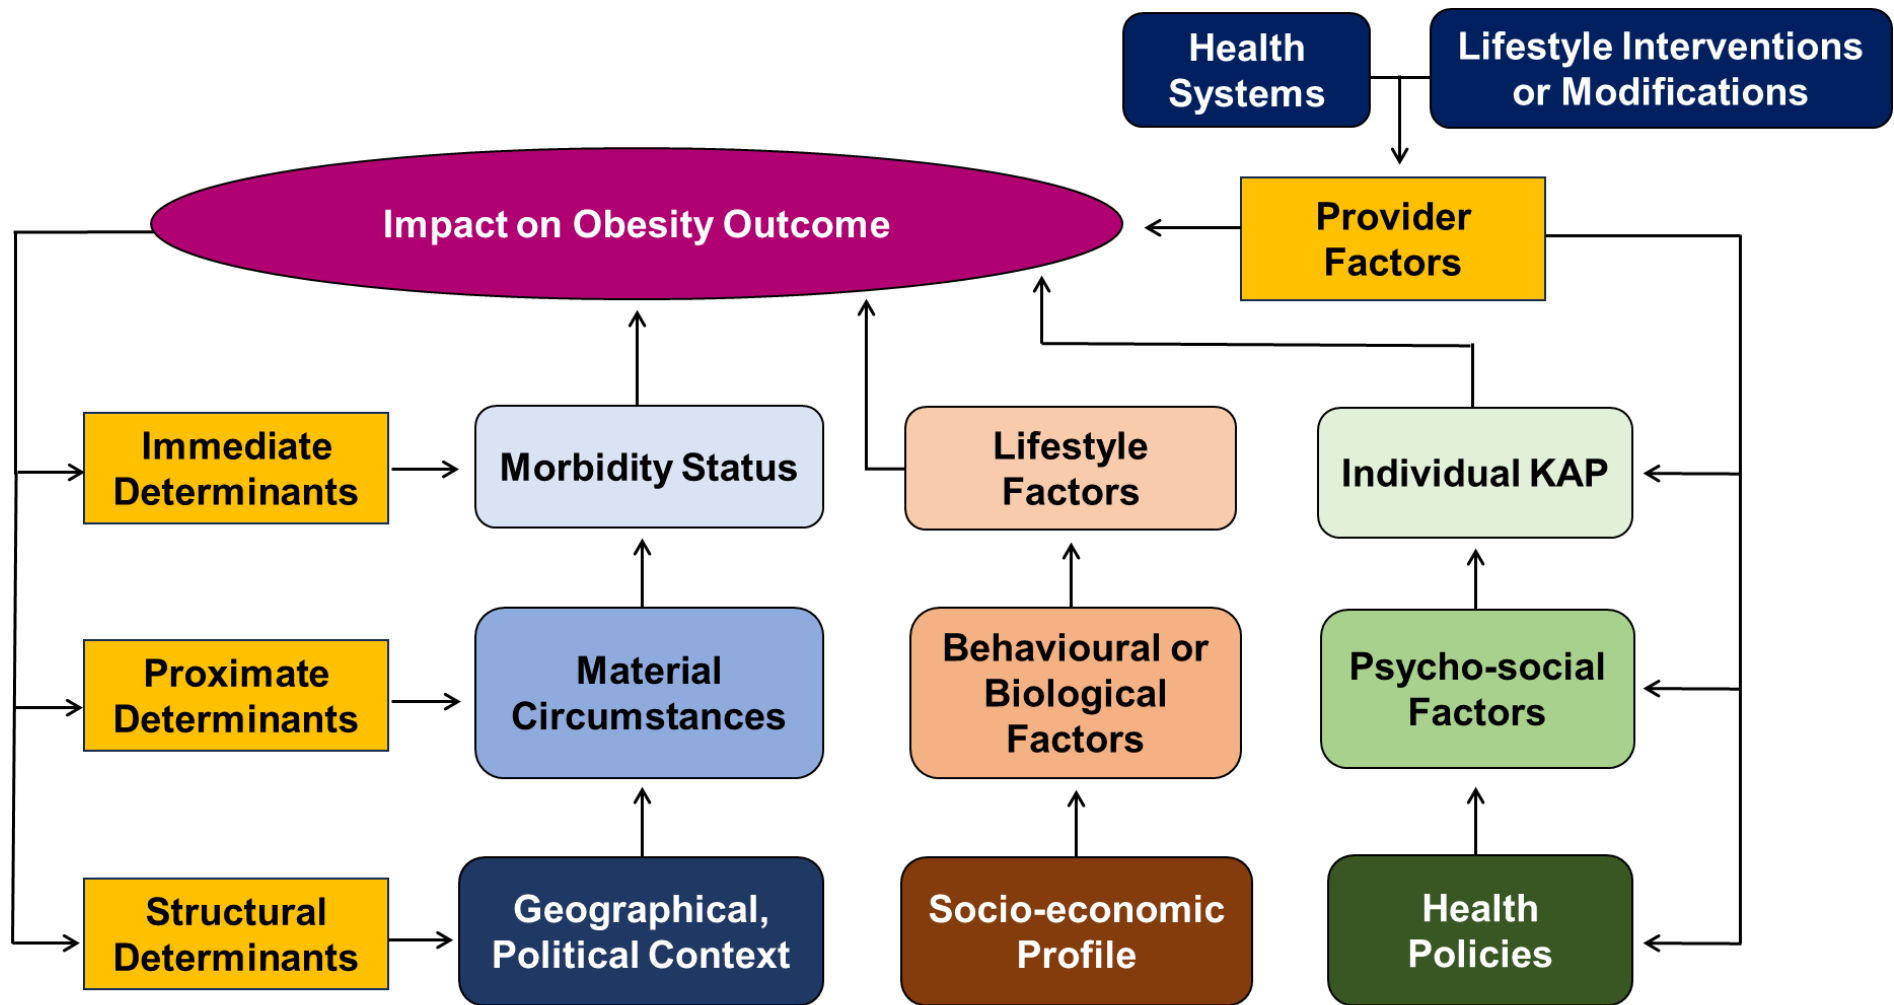 Health
Systems
Lifestyle Interventions
or Modifications
Impact on Obesity Outcome
Provider
Factors
Immediate
Determinants
Morbidity Status
Lifestyle
Factors
Individual KAP
Proximate
Determinants
Material
Circumstances
Behavioural or
Biological
Factors
Psycho-social
Factors
Structural
Determinants
Geographical,
Political Context
Socio-economic
Profile
Health
Policies